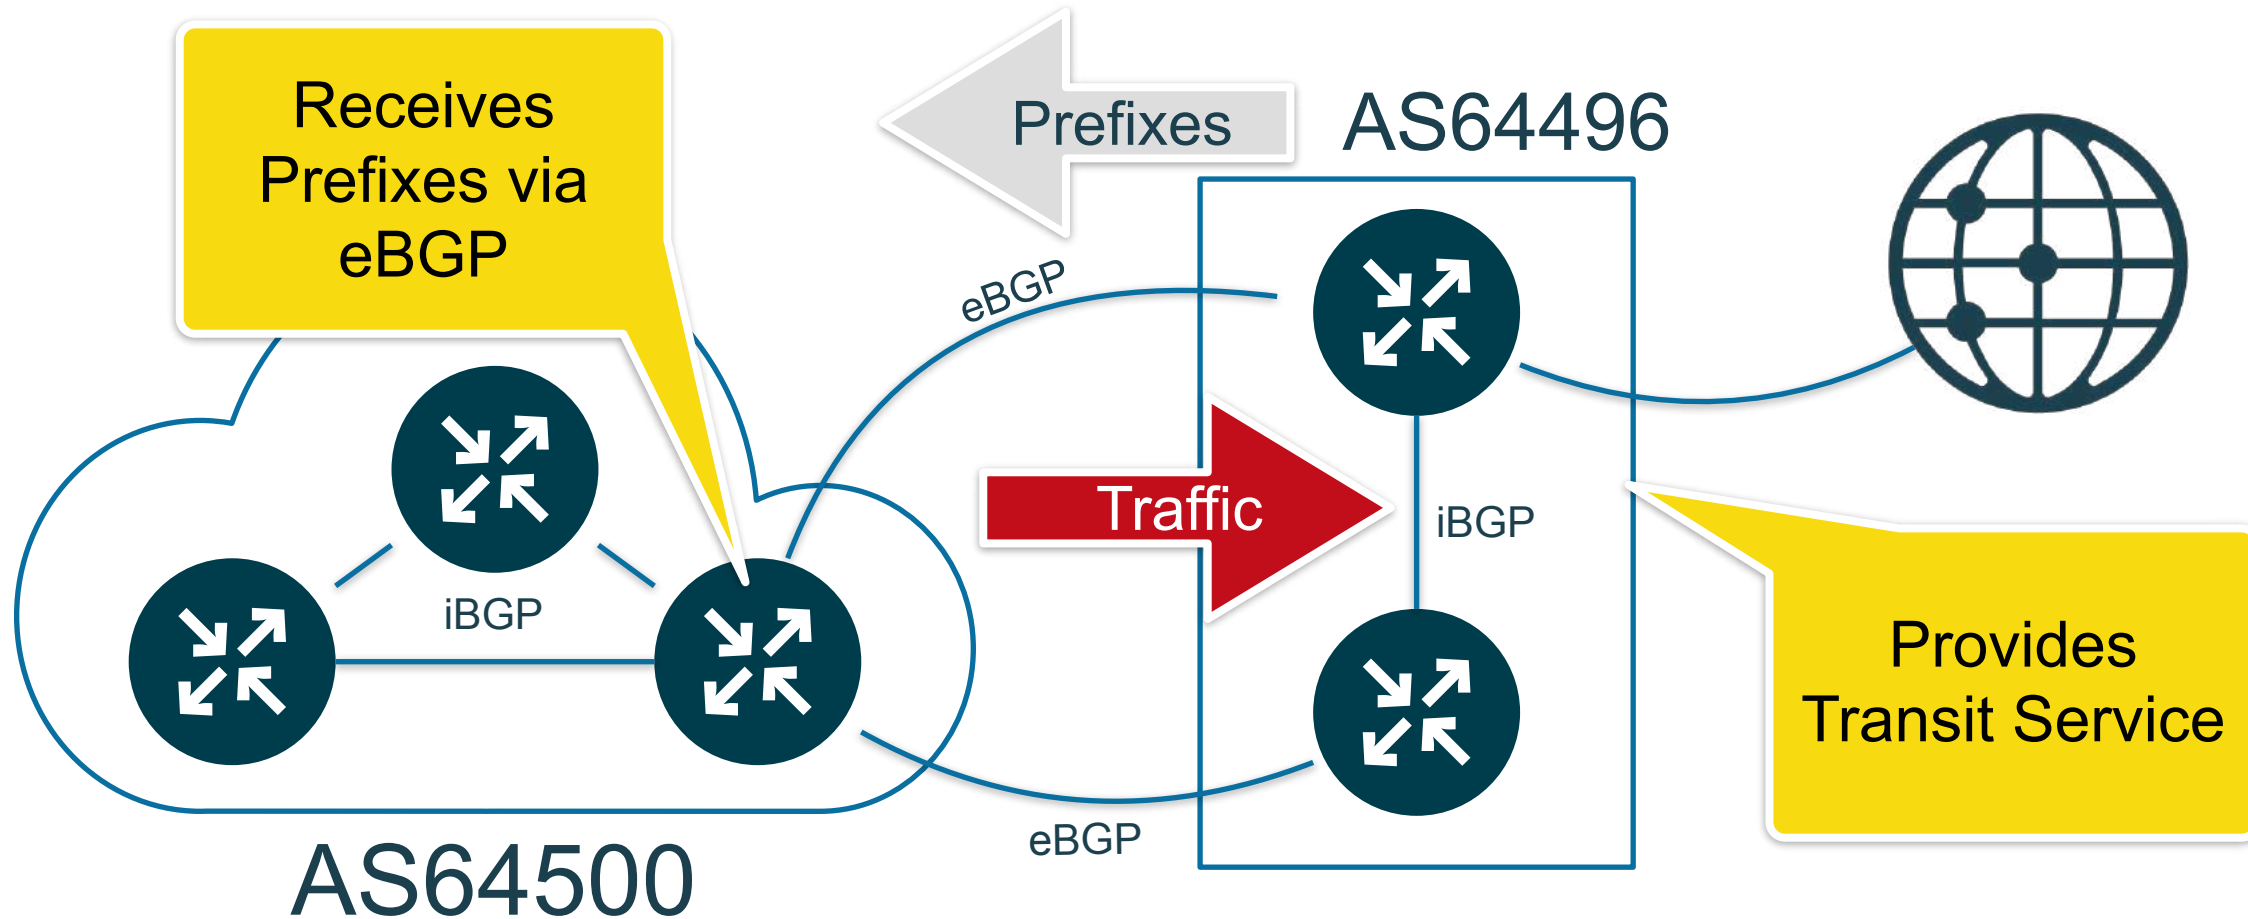 Receives
Prefixes via
eBGP
Prefixes
AS64496
eBGP
Traffic
iBGP
iBGP
Provides
Transit Service
eBGP
AS64500